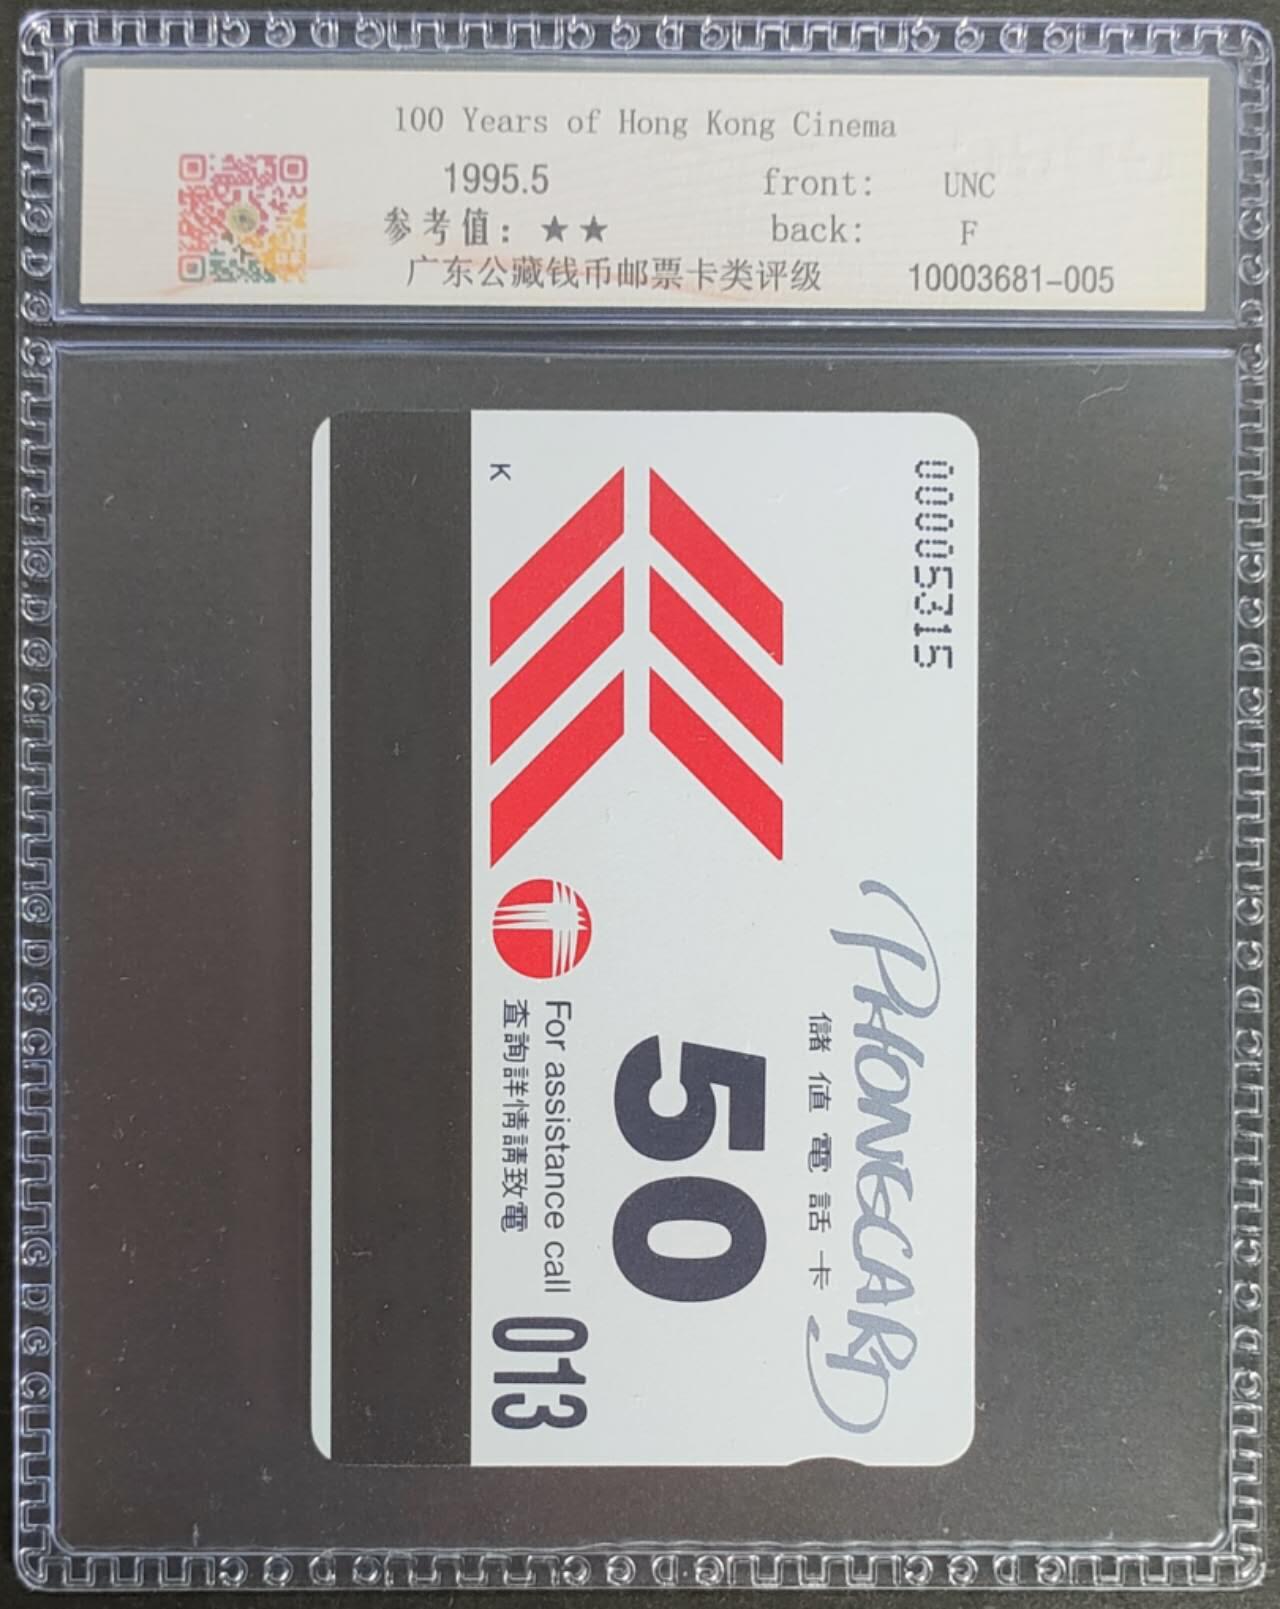 100 Years of Hong Kong Cinema
1995.5 front: UNC
参考值：★★ back: F
广东公藏钱币邮票卡类评级 10003681-005
00005315
K
PHONECARD
儲值電話卡
50
For assistance call 013
查詢詳情請致電